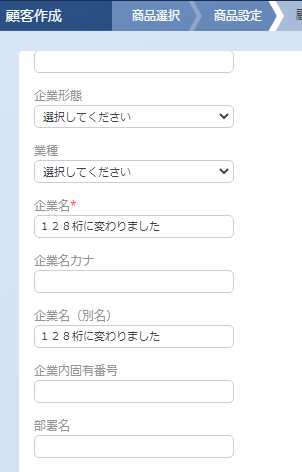 顧客作成
商品選択
商品設定
企業形態
選択してください
業種
選択してください
企業名*
１２８桁に変わりました
企業名カナ
企業名（別名）
１２８桁に変わりました
企業内固有番号
部署名